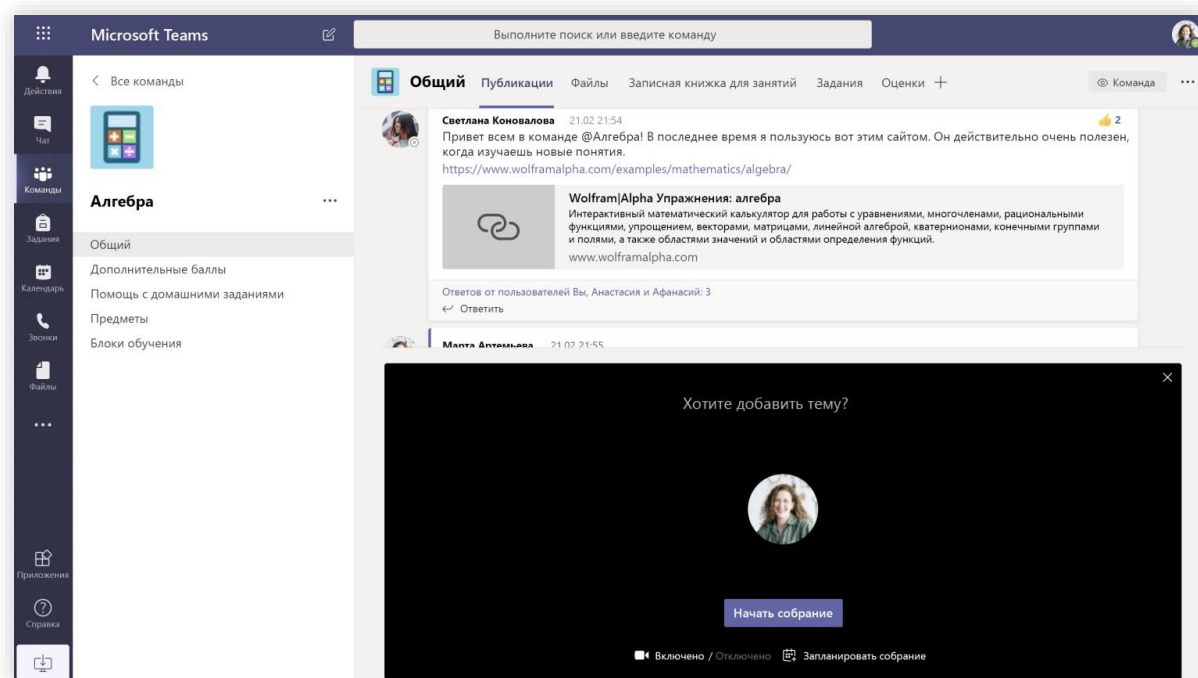 Microsoft Teams
Выполните поиск или введите команду
Действия
Чат
Команды
Задания
Календарь
Звонки
Файлы
Приложения
Справка
Все команды
Алгебра
Общий
Дополнительные баллы
Помощь с домашними заданиями
Предметы
Блоки обучения
Общий Публикации Файлы Записная книжка для занятий Задания Оценки Команда
Светлана Коновалова 21.02 21:54 2
Привет всем в команде @Алгебра! В последнее время я пользуюсь вот этим сайтом. Он действительно очень полезен,
когда изучаешь новые понятия.
https://www.wolframalpha.com/examples/mathematics/algebra/
Wolfram|Alpha Упражнения: алгебра
Интерактивный математический калькулятор для работы с уравнениями, многочленами, рациональными
функциями, упрощением, векторами, матрицами, линейной алгеброй, кватернионами, конечными группами
и полями, а также областями значений и областями определения функций.
www.wolframalpha.com
Ответов от пользователей Вы, Анастасия и Афанасий: 3
Ответить
Марта Артемьева 21.02 21:55
Хотите добавить тему?
Начать собрание
Включено / Отключено Запланировать собрание